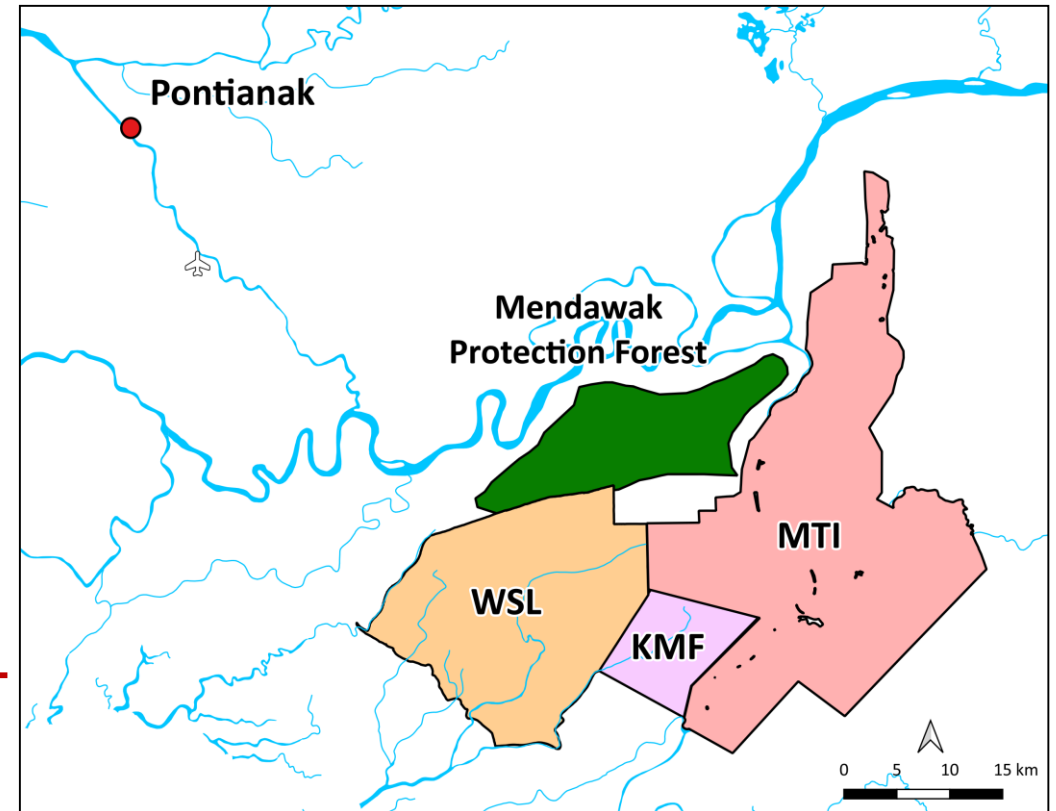 Pontianak
Mendawak
Protection Forest
MTI
WSL
KMF
0 5 10 15 km